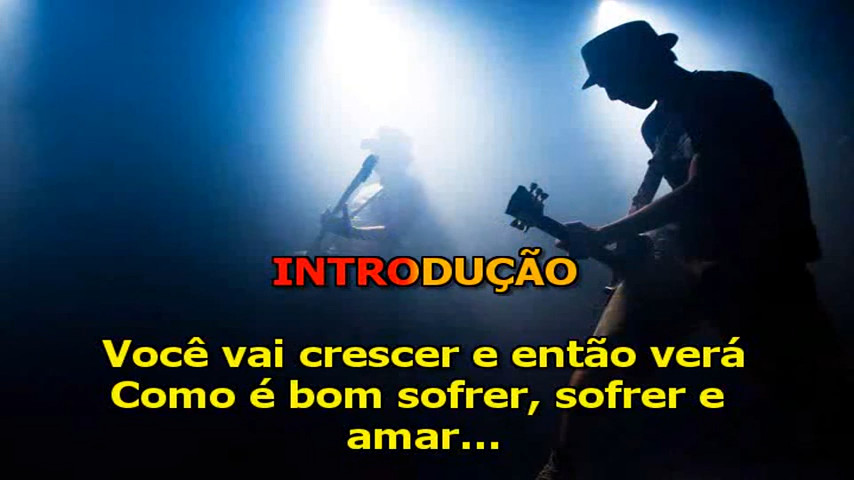 INTRODUÇÃO
Você vai crescer e então verá
Como é bom sofrer, sofrer e
amar...